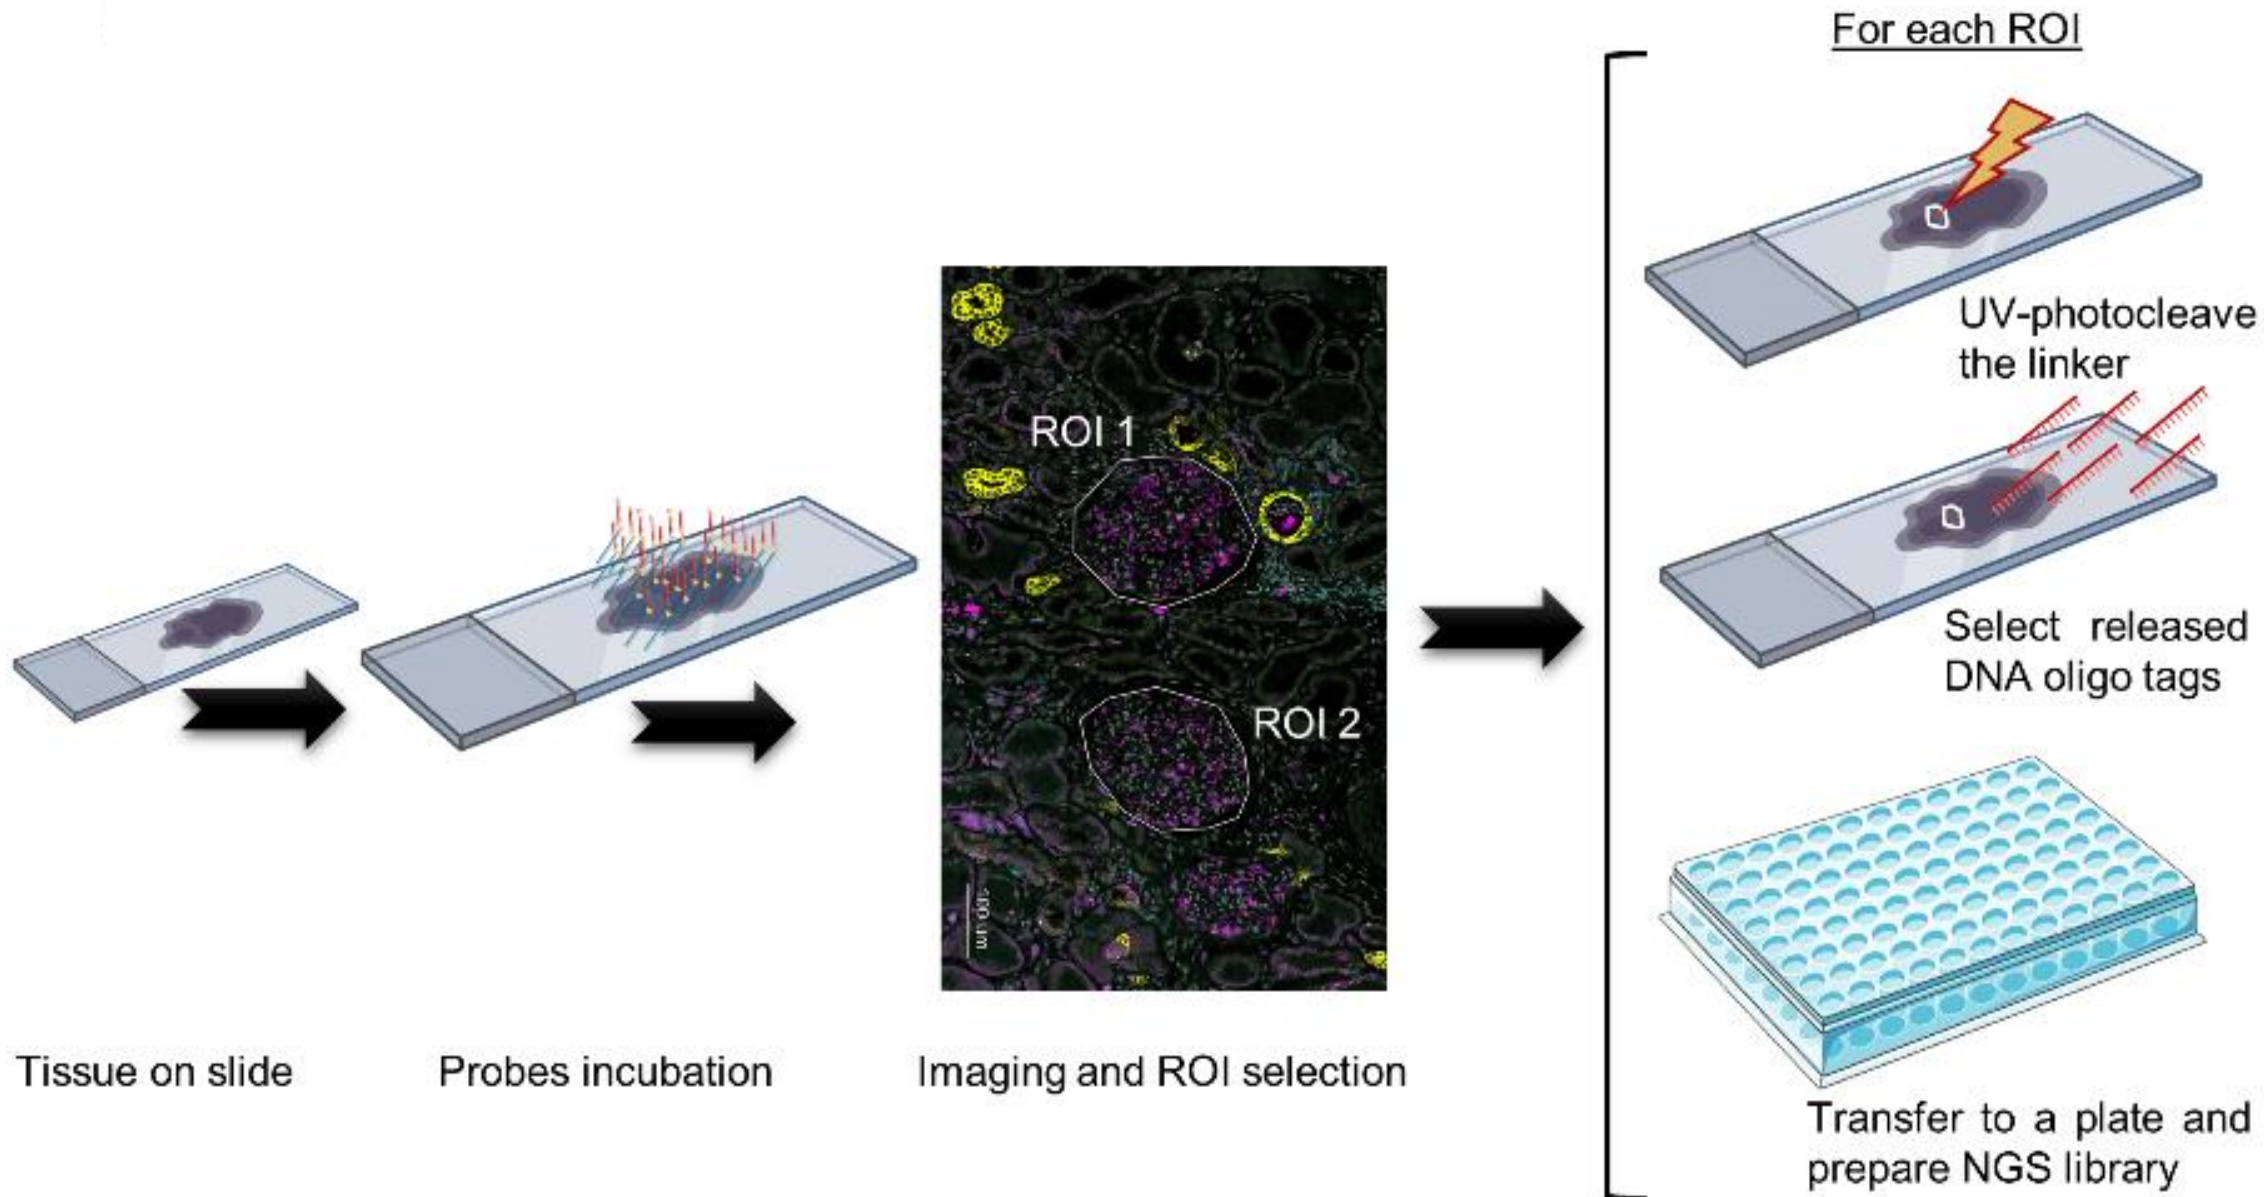 For each ROI
UV-photocleave
the linker
ROI 1
Select released
DNA oligo tags
ROI 2
Tissue on slide
Probes incubation
Imaging and ROI selection
Transfer to a plate and
prepare NGS library